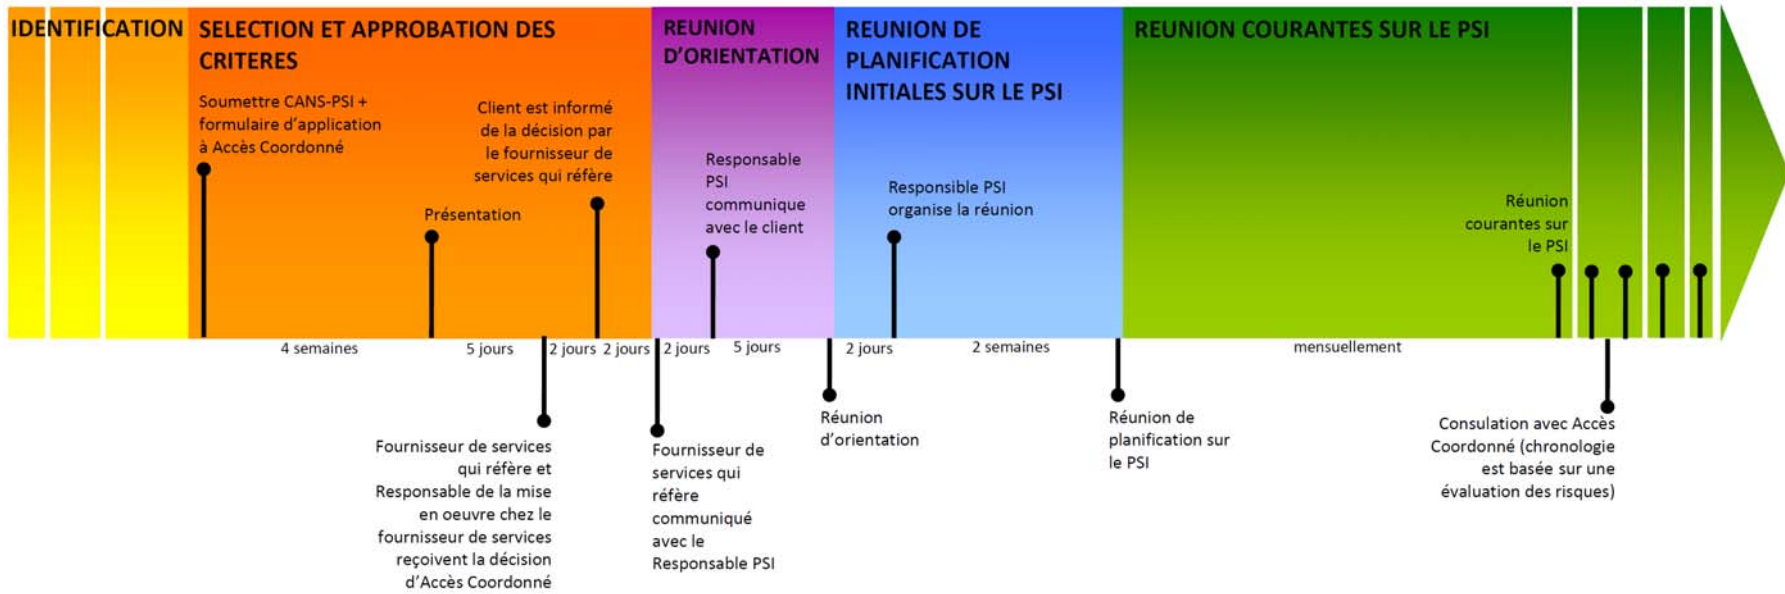 IDENTIFICATION
SELECTION ET APPROBATION DES
CRITERES
REUNION
D'ORIENTATION
REUNION DE
PLANIFICATION
INITIALES SUR LE PSI
REUNION COURANTES SUR LE PSI
Soumettre CANS-PSI +
formulaire d'application
à Accès Coordonné
Présentation
Client est informé
de la décision par
le fournisseur de
services qui réfère
Responsable
PSI
communique
avec le client
Responsible PSI
organise la réunion
Réunion
courantes sur
le PSI
4 semaines
5 jours
2 jours
2 jours
2 jours
5 jours
2 jours
2 semaines
mensuellement
Fournisseur de services
qui réfère et
Responsable de la mise
en oeuvre chez le
fournisseur de services
reçoivent la décision
d'Accès Coordonné
Fournisseur de
services qui
réfère
communiqué
avec le
Responsable PSI
Réunion
d'orientation
Réunion de
planification sur
le PSI
Consulation avec Accès
Coordonné (chronologie
est basée sur une
évaluation des risques)